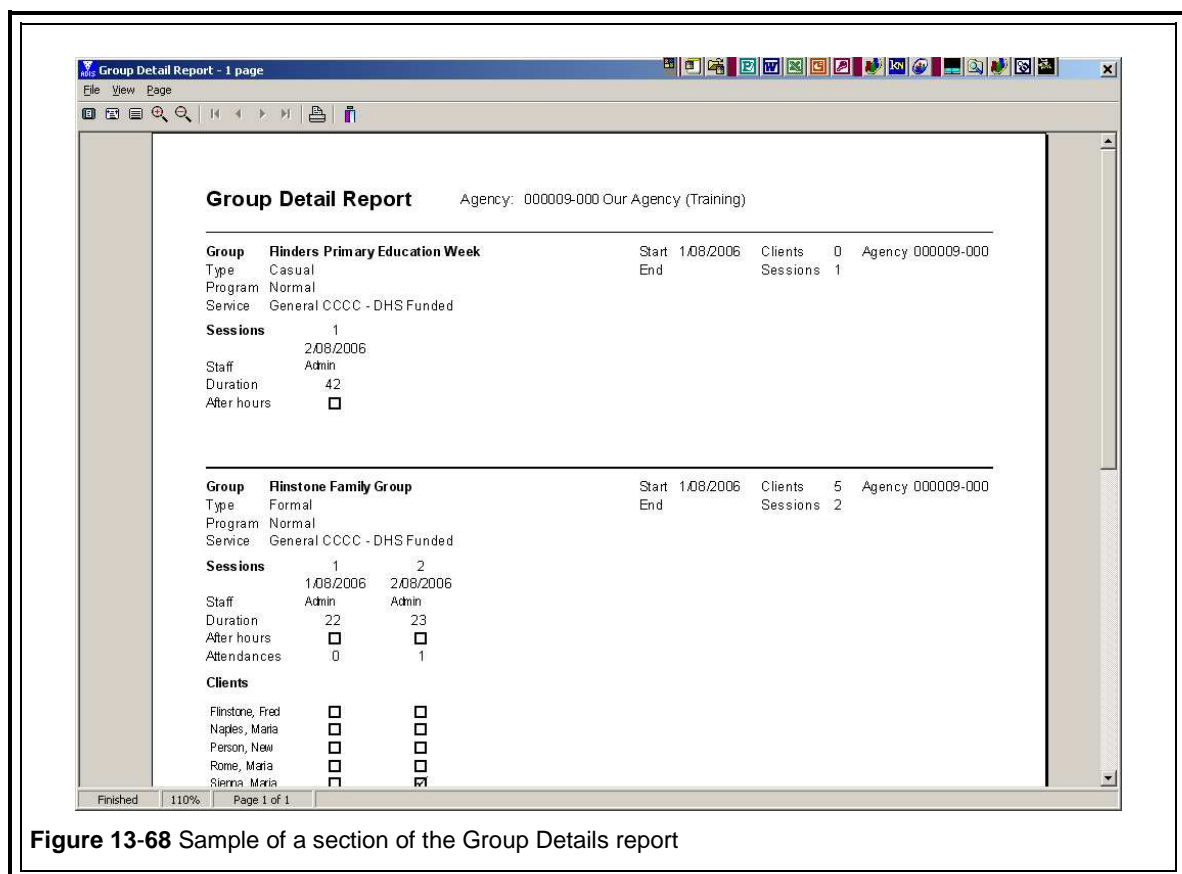 ADIS Group Detail Report - 1 page
File View Page
Group Detail Report Agency: 000009-000 Our Agency (Training)
Group Flinders Primary Education Week Start 1/08/2006 Clients 0 Agency 000009-000
Type Casual End Sessions 1
Program Normal
Service General CCCC - DHS Funded
Sessions 1
2/08/2006
Staff Admin
Duration 42
After hours
Group Flinstone Family Group Start 1/08/2006 Clients 5 Agency 000009-000
Type Formal End Sessions 2
Program Normal
Service General CCCC - DHS Funded
Sessions 1 2
1/08/2006 2/08/2006
Staff Admin Admin
Duration 22 23
After hours
Attendances 0 1
Clients
Flinstone, Fred
Naples, Maria
Person, New
Rome, Maria
Sienna, Maria
Finished 110% Page 1 of 1
Figure 13-68 Sample of a section of the Group Details report